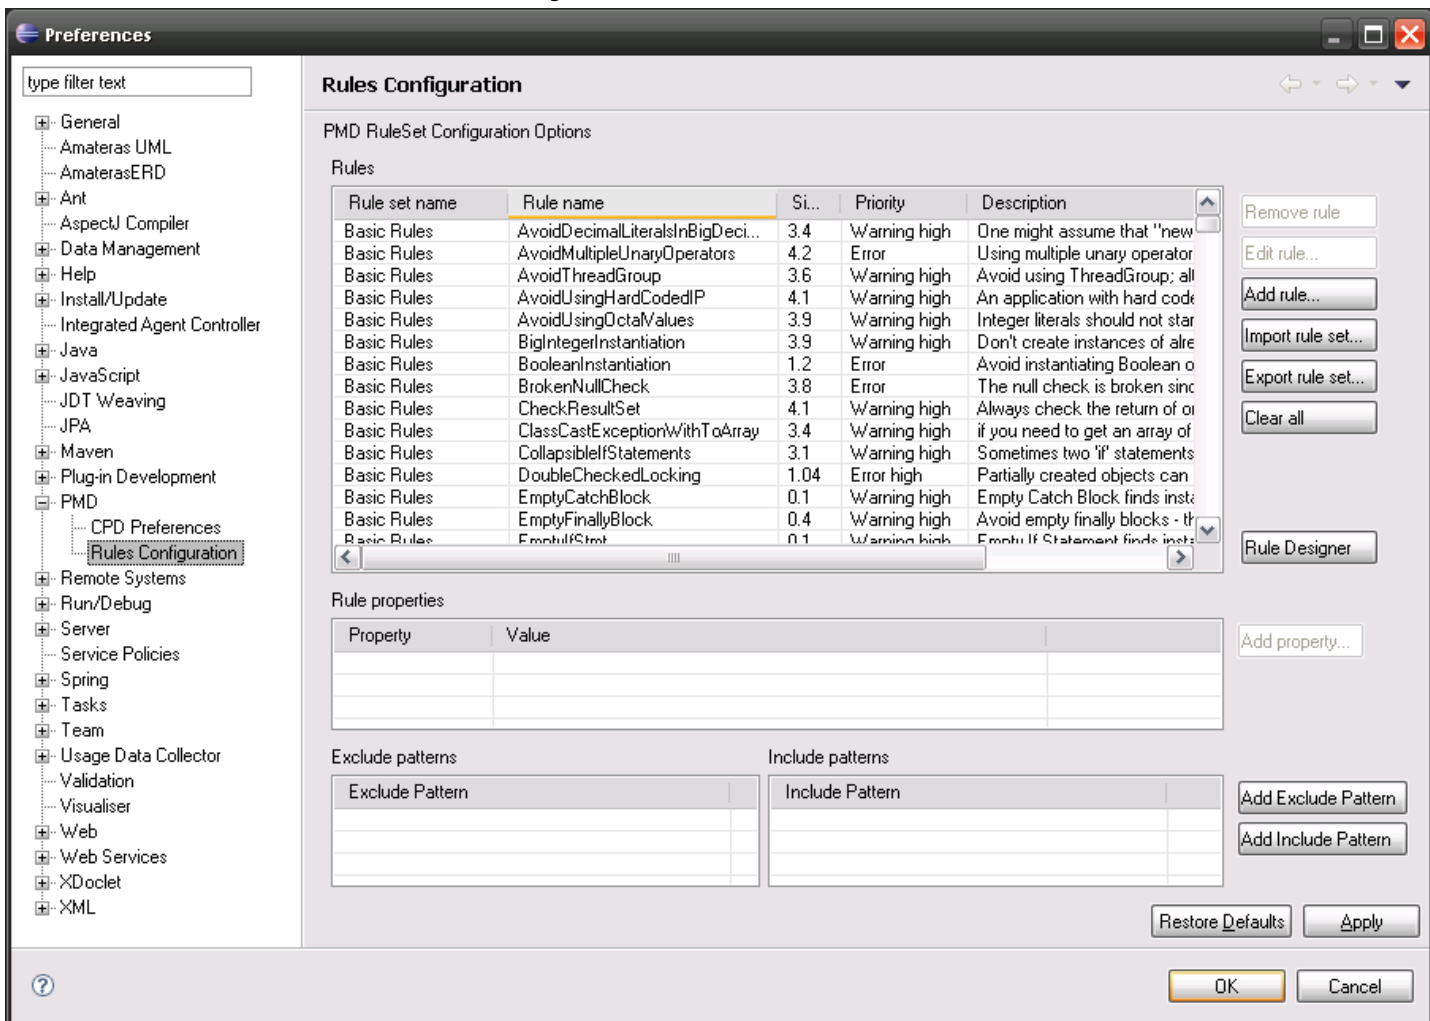 Preferences
type filter text
General
Amateras UML
AmaterasERD
Ant
AspectJ Compiler
Data Management
Help
Install/Update
Integrated Agent Controller
Java
JavaScript
JDT Weaving
JPA
Maven
Plug-in Development
PMD
CPD Preferences
Rules Configuration
Remote Systems
Run/Debug
Server
Service Policies
Spring
Tasks
Team
Usage Data Collector
Validation
Visualiser
Web
Web Services
XDoclet
XML
Rules Configuration
PMD RuleSet Configuration Options
Rules
Rule set name Rule name Si... Priority Description
Basic Rules AvoidDecimalLiteralsInBigDeci... 3.4 Warning high One might assume that "new
Basic Rules AvoidMultipleUnaryOperators 4.2 Error Using multiple unary operator
Basic Rules AvoidThreadGroup 3.6 Warning high Avoid using ThreadGroup; alt
Basic Rules AvoidUsingHardCodedIP 4.1 Warning high An application with hard code
Basic Rules AvoidUsingOctalValues 3.9 Warning high Integer literals should not star
Basic Rules BigIntegerInstantiation 3.9 Warning high Don't create instances of alre
Basic Rules BooleanInstantiation 1.2 Error Avoid instantiating Boolean o
Basic Rules BrokenNullCheck 3.8 Error The null check is broken sinc
Basic Rules CheckResultSet 4.1 Warning high Always check the return of o
Basic Rules ClassCastExceptionWithToArray 3.4 Warning high if you need to get an array of
Basic Rules CollapsibleIfStatements 3.1 Warning high Sometimes two 'if' statements
Basic Rules DoubleCheckedLocking 1.04 Error high Partially created objects can
Basic Rules EmptyCatchBlock 0.1 Warning high Empty Catch Block finds insta
Basic Rules EmptyFinallyBlock 0.4 Warning high Avoid empty finally blocks - th
Basic Rules EmptyIfStmt 0.1 Warning high Empty If Statement finds insta
Remove rule
Edit rule...
Add rule...
Import rule set...
Export rule set...
Clear all
Rule Designer
Rule properties
Property Value
Add property...
Exclude patterns Include patterns
Exclude Pattern Include Pattern
Add Exclude Pattern
Add Include Pattern
Restore Defaults Apply
OK Cancel